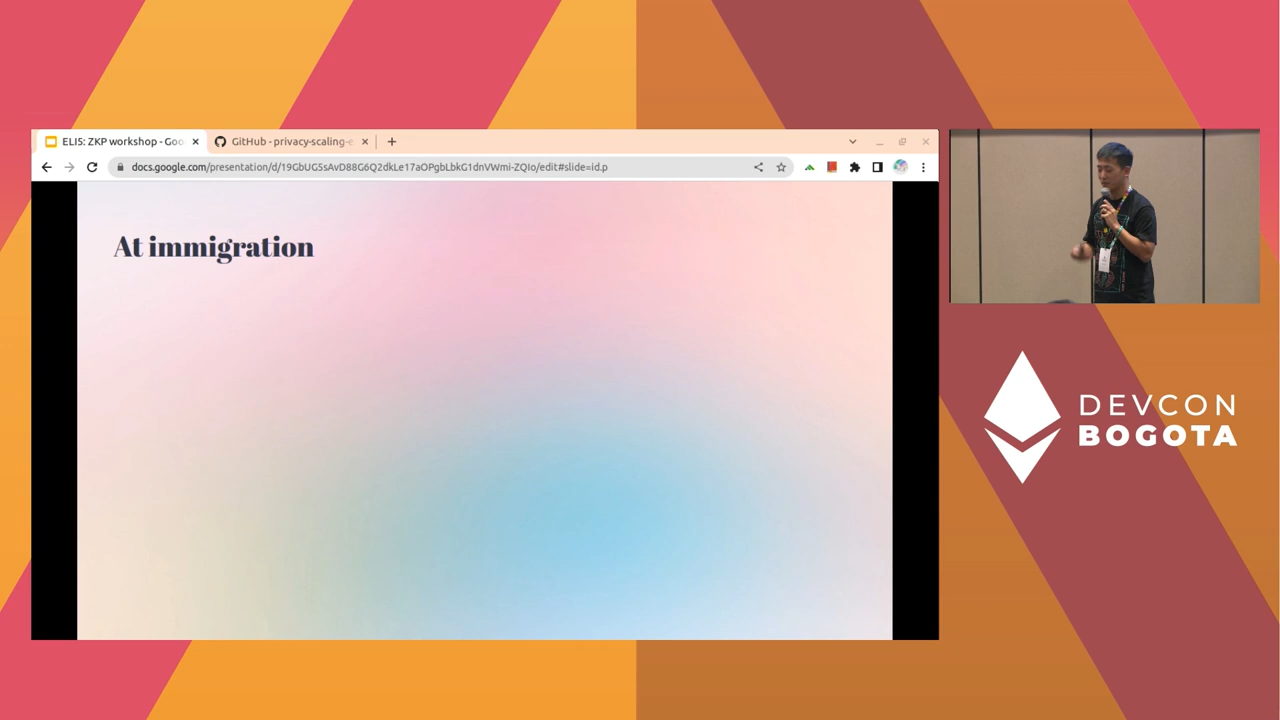 ELI5: ZKP workshop - Goo
GitHub - privacy-scaling-e
docs.google.com/presentation/d/19GbUG5sAvD88G6Q2dkLe17aOPgbLbkG1dnVWmi-ZQIo/edit#slide=id.p
At immigration
DEVCON
BOGOTA